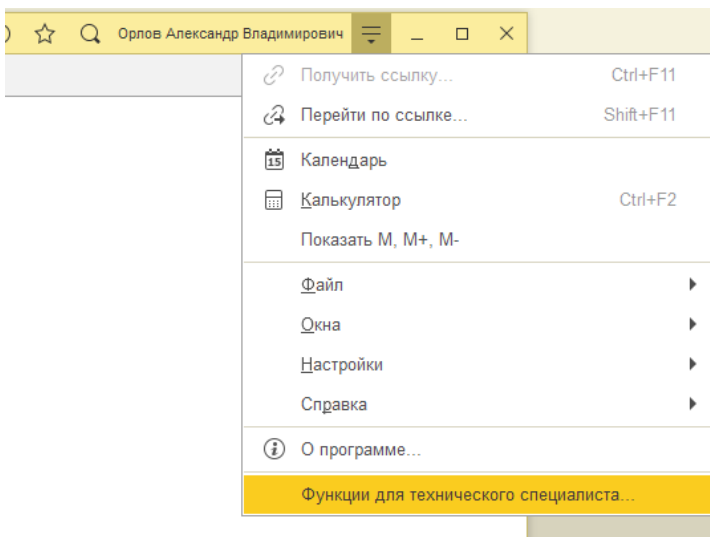 Орлов Александр Владимирович
Получить ссылку... Ctrl+F11
Перейти по ссылке... Shift+F11
15 Календарь
Калькулятор Ctrl+F2
Показать M, M+, M-
Файл
Окна
Настройки
Справка
О программе...
Функции для технического специалиста...